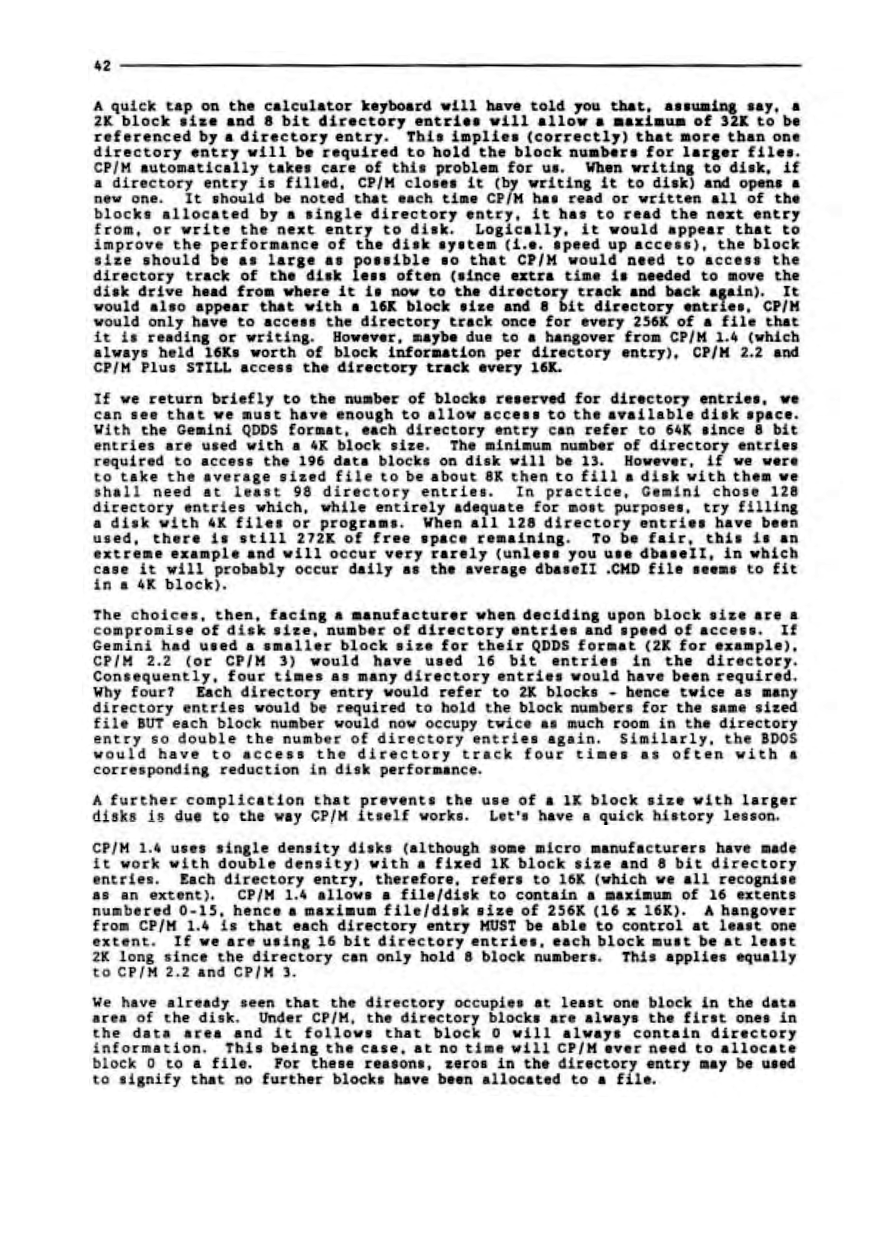 42
A quick tap on the calculator keyboard will have told you that, assuming say, a
2K block size and 8 bit directory entries will allow a maximum of 32K to be
referenced by a directory entry. This implies (correctly) that more than one
directory entry will be required to hold the block numbers for larger files.
CP/M automatically takes care of this problem for us. When writing to disk, if
a directory entry is filled, CP/M closes it (by writing it to disk) and opens a
new one. It should be noted that each time CP/M has read or written all of the
blocks allocated by a single directory entry, it has to read the next entry
from, or write the next entry to disk. Logically, it would appear that to
improve the performance of the disk system (i.e. speed up access), the block
size should be as large as possible so that CP/M would need to access the
directory track of the disk less often (since extra time is needed to move the
disk drive head from where it is now to the directory track and back again). It
would also appear that with a 16K block size and 8 bit directory entries, CP/M
would only have to access the directory track once for every 256K of a file that
it is reading or writing. However, maybe due to a hangover from CP/M 1.4 (which
always held 16Ks worth of block information per directory entry), CP/M 2.2 and
CP/M Plus STILL access the directory track every 16K.
If we return briefly to the number of blocks reserved for directory entries, we
can see that we must have enough to allow access to the available disk space.
With the Gemini QDDS format, each directory entry can refer to 64K since 8 bit
entries are used with a 4K block size. The minimum number of directory entries
required to access the 196 data blocks on disk will be 13. However, if we were
to take the average sized file to be about 8K then to fill a disk with them we
shall need at least 98 directory entries. In practice, Gemini chose 128
directory entries which, while entirely adequate for most purposes, try filling
a disk with 4K files or programs. When all 128 directory entries have been
used, there is still 272K of free space remaining. To be fair, this is an
extreme example and will occur very rarely (unless you use dbaseII, in which
case it will probably occur daily as the average dbaseII .CMD file seems to fit
in a 4K block).
The choices, then, facing a manufacturer when deciding upon block size are a
compromise of disk size, number of directory entries and speed of access. If
Gemini had used a smaller block size for their QDDS format (2K for example),
CP/M 2.2 (or CP/M 3) would have used 16 bit entries in the directory.
Consequently, four times as many directory entries would have been required.
Why four? Each directory entry would refer to 2K blocks - hence twice as many
directory entries would be required to hold the block numbers for the same sized
file BUT each block number would now occupy twice as much room in the directory
entry so double the number of directory entries again. Similarly, the BDOS
would have to access the directory track four times as often with a
corresponding reduction in disk performance.
A further complication that prevents the use of a 1K block size with larger
disks is due to the way CP/M itself works. Let's have a quick history lesson.
CP/M 1.4 uses single density disks (although some micro manufacturers have made
it work with double density) with a fixed 1K block size and 8 bit directory
entries. Each directory entry, therefore, refers to 16K (which we all recognise
as an extent). CP/M 1.4 allows a file/disk to contain a maximum of 16 extents
numbered 0-15, hence a maximum file/disk size of 256K (16 x 16K). A hangover
from CP/M 1.4 is that each directory entry MUST be able to control at least one
extent. If we are using 16 bit directory entries, each block must be at least
2K long since the directory can only hold 8 block numbers. This applies equally
to CP/M 2.2 and CP/M 3.
We have already seen that the directory occupies at least one block in the data
area of the disk. Under CP/M, the directory blocks are always the first ones in
the data area and it follows that block 0 will always contain directory
information. This being the case, at no time will CP/M ever need to allocate
block 0 to a file. For these reasons, zeros in the directory entry may be used
to signify that no further blocks have been allocated to a file.